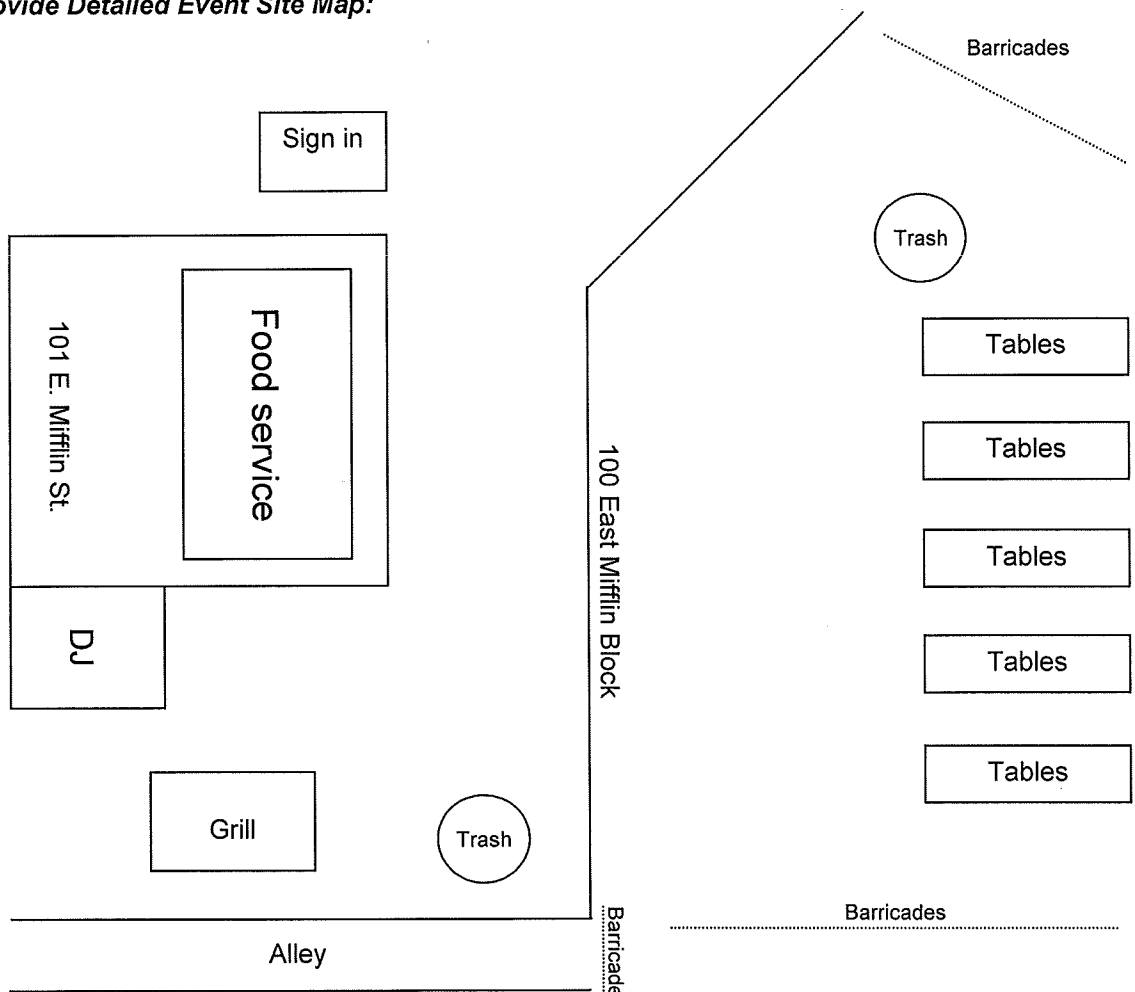 ovide Detailed Event Site Map:
Barricades
Sign in
Trash
101 E. Mifflin St.
Food service
Tables
Tables
100 East Mifflin Block
Tables
Tables
DJ
Tables
Grill
Trash
Barricades
Barricade
Alley